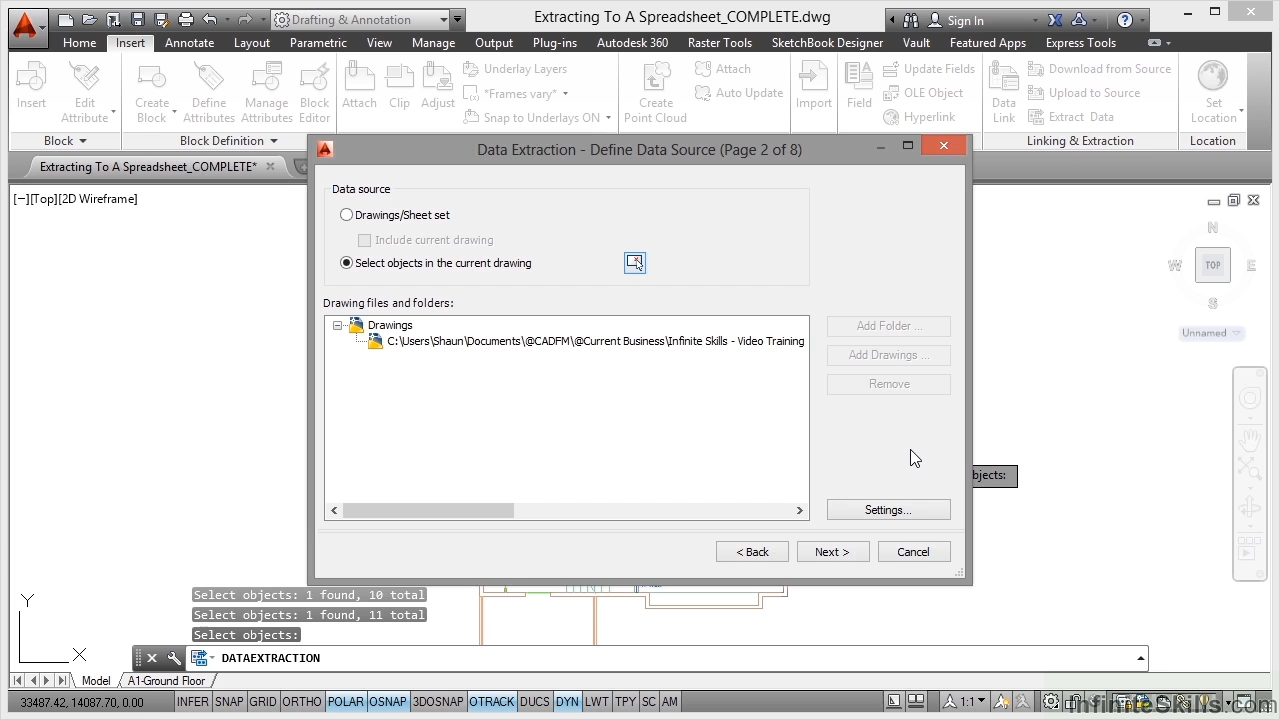 Drafting & Annotation
Extracting To A Spreadsheet_COMPLETE.dwg
Sign In
Home Insert Annotate Layout Parametric View Manage Output Plug-ins Autodesk 360 Raster Tools SketchBook Designer Vault Featured Apps Express Tools
Insert
Edit
Attribute
Create
Block
Define
Attributes
Manage
Attributes
Block
Editor
Attach
Clip
Adjust
Underlay Layers
*Frames vary*
Snap to Underlays ON
Create
Point Cloud
Attach
Auto Update
Import
Field
Update Fields
OLE Object
Hyperlink
Data
Link
Download from Source
Upload to Source
Extract Data
Set
Location
Block
Block Definition
Linking & Extraction
Location
Extracting To A Spreadsheet_COMPLETE*
Data Extraction - Define Data Source (Page 2 of 8)
[−][Top][2D Wireframe]
Data source
Drawings/Sheet set
Include current drawing
Select objects in the current drawing
N
W
TOP
E
S
Unnamed
Drawing files and folders:
Drawings
C:\Users\Shaun\Documents\@CADFM\@Current Business\Infinite Skills - Video Training
Add Folder ...
Add Drawings ...
Remove
bjects:
Settings...
< Back
Next >
Cancel
Select objects: 1 found, 10 total
Select objects: 1 found, 11 total
Select objects:
Y
X
DATAEXTRACTION
Model
A1-Ground Floor
33487.42, 14087.70, 0.00
INFER SNAP GRID ORTHO POLAR OSNAP 3DOSNAP OTRACK DUCS DYN LWT TPY SC AM
1:1
InfiniteSkills.com